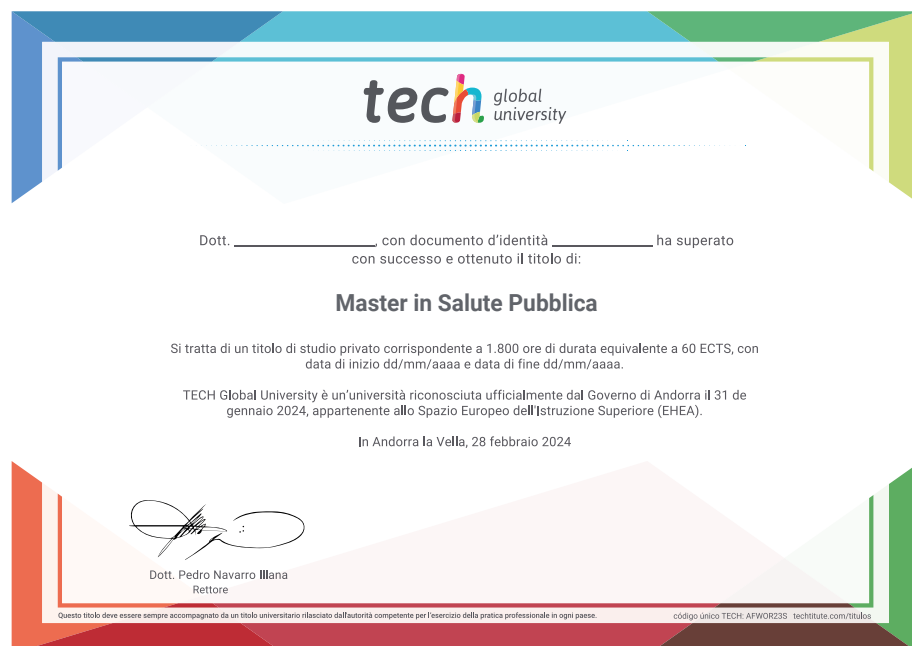 tech global university
Dott. ____________, con documento d'identità ____________ ha superato
con successo e ottenuto il titolo di:
Master in Salute Pubblica
Si tratta di un titolo di studio privato corrispondente a 1.800 ore di durata equivalente a 60 ECTS, con
data di inizio dd/mm/aaaa e data di fine dd/mm/aaaa.
TECH Global University è un'università riconosciuta ufficialmente dal Governo di Andorra il 31 de
gennaio 2024, appartenente allo Spazio Europeo dell'Istruzione Superiore (EHEA).
In Andorra la Vella, 28 febbraio 2024
Dott. Pedro Navarro Illana
Rettore
Questo titolo deve essere sempre accompagnato da un titolo universitario rilasciato dall'autorità competente per l'esercizio della pratica professionale in ogni paese.
código único TECH: AFWOR23S techtitute.com/titulos